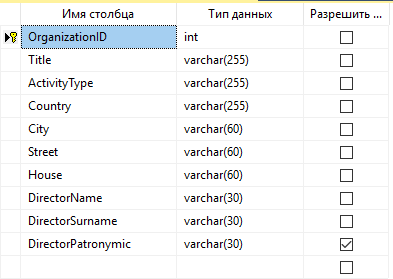 Имя столбца Тип данных Разрешить ...
OrganizationID int
Title varchar(255)
ActivityType varchar(255)
Country varchar(255)
City varchar(60)
Street varchar(60)
House varchar(60)
DirectorName varchar(30)
DirectorSurname varchar(30)
DirectorPatronymic varchar(30)